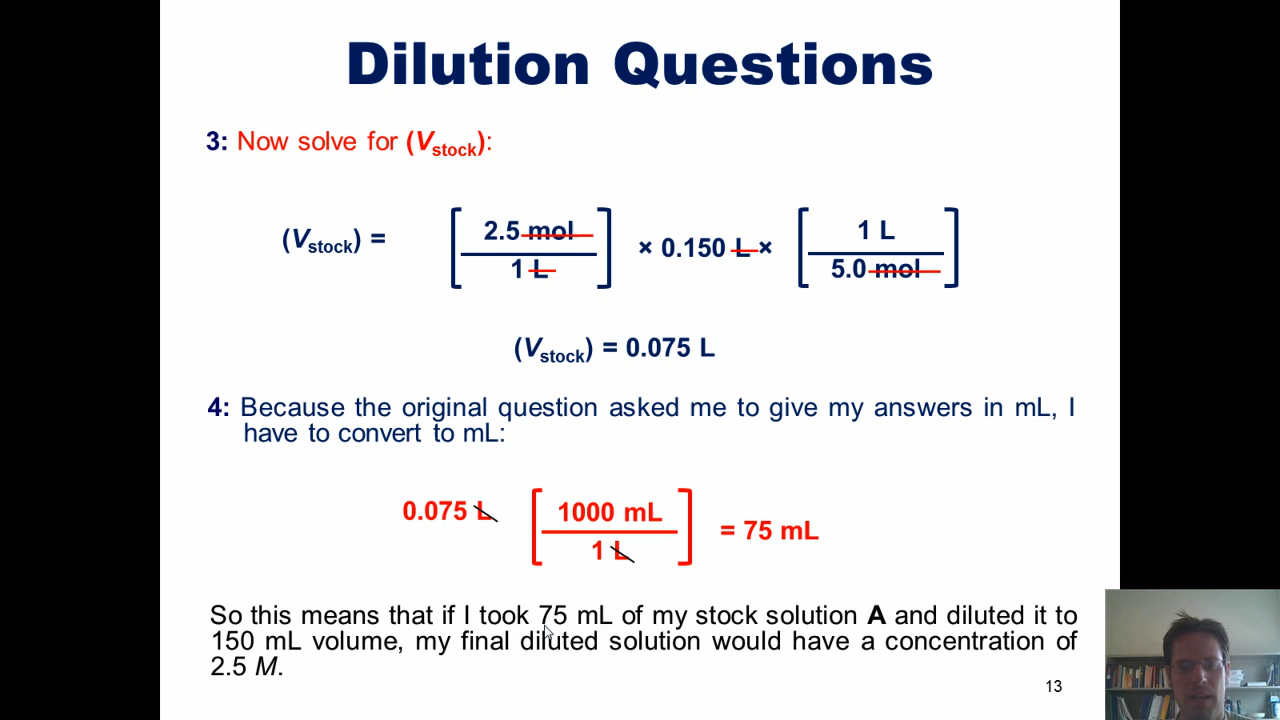 Dilution Questions
3: Now solve for (Vstock):
(Vstock) = [ 2.5 mol / 1 L ] × 0.150 L × [ 1 L / 5.0 mol ]
(Vstock) = 0.075 L
4: Because the original question asked me to give my answers in mL, I
have to convert to mL:
0.075 L [ 1000 mL / 1 L ] = 75 mL
So this means that if I took 75 mL of my stock solution A and diluted it to
150 mL volume, my final diluted solution would have a concentration of
2.5 M.
13